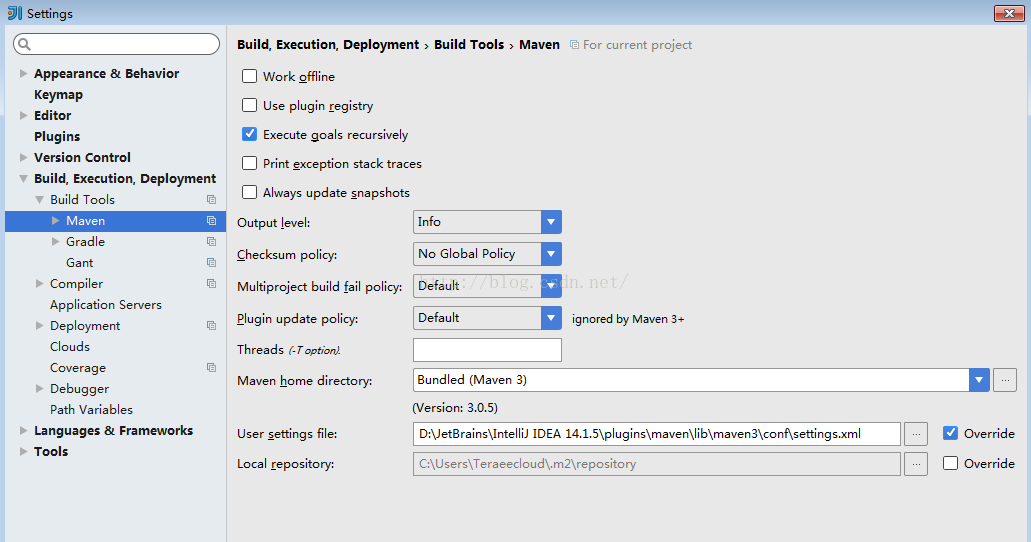 Settings
Appearance & Behavior
Keymap
Editor
Plugins
Version Control
Build, Execution, Deployment
Build Tools
Maven
Gradle
Gant
Compiler
Application Servers
Deployment
Clouds
Coverage
Debugger
Path Variables
Languages & Frameworks
Tools
Build, Execution, Deployment › Build Tools › Maven For current project
Work offline
Use plugin registry
Execute goals recursively
Print exception stack traces
Always update snapshots
Output level: Info
Checksum policy: No Global Policy
http://blog.csdn.net/
Multiproject build fail policy: Default
Plugin update policy: Default ignored by Maven 3+
Threads (-T option).
Maven home directory: Bundled (Maven 3) ...
(Version: 3.0.5)
User settings file: D:\JetBrains\IntelliJ IDEA 14.1.5\plugins\maven\lib\maven3\conf\settings.xml ... Override
Local repository: C:\Users\Teraeecloud\.m2\repository ... Override